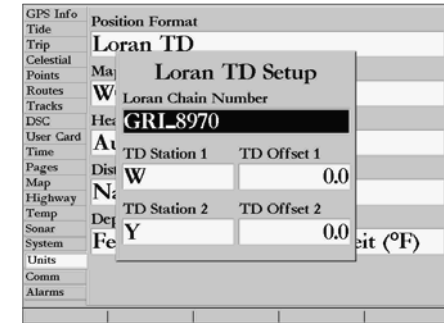 GPS Info
Tide
Trip
Celestial
Points
Routes
Tracks
DSC
User Card
Time
Pages
Map
Highway
Temp
Sonar
System
Units
Comm
Alarms
Position Format
Loran TD
Loran TD Setup
Loran Chain Number
GRI_8970
TD Station 1 TD Offset 1
W 0.0
TD Station 2 TD Offset 2
Y 0.0
(°F)